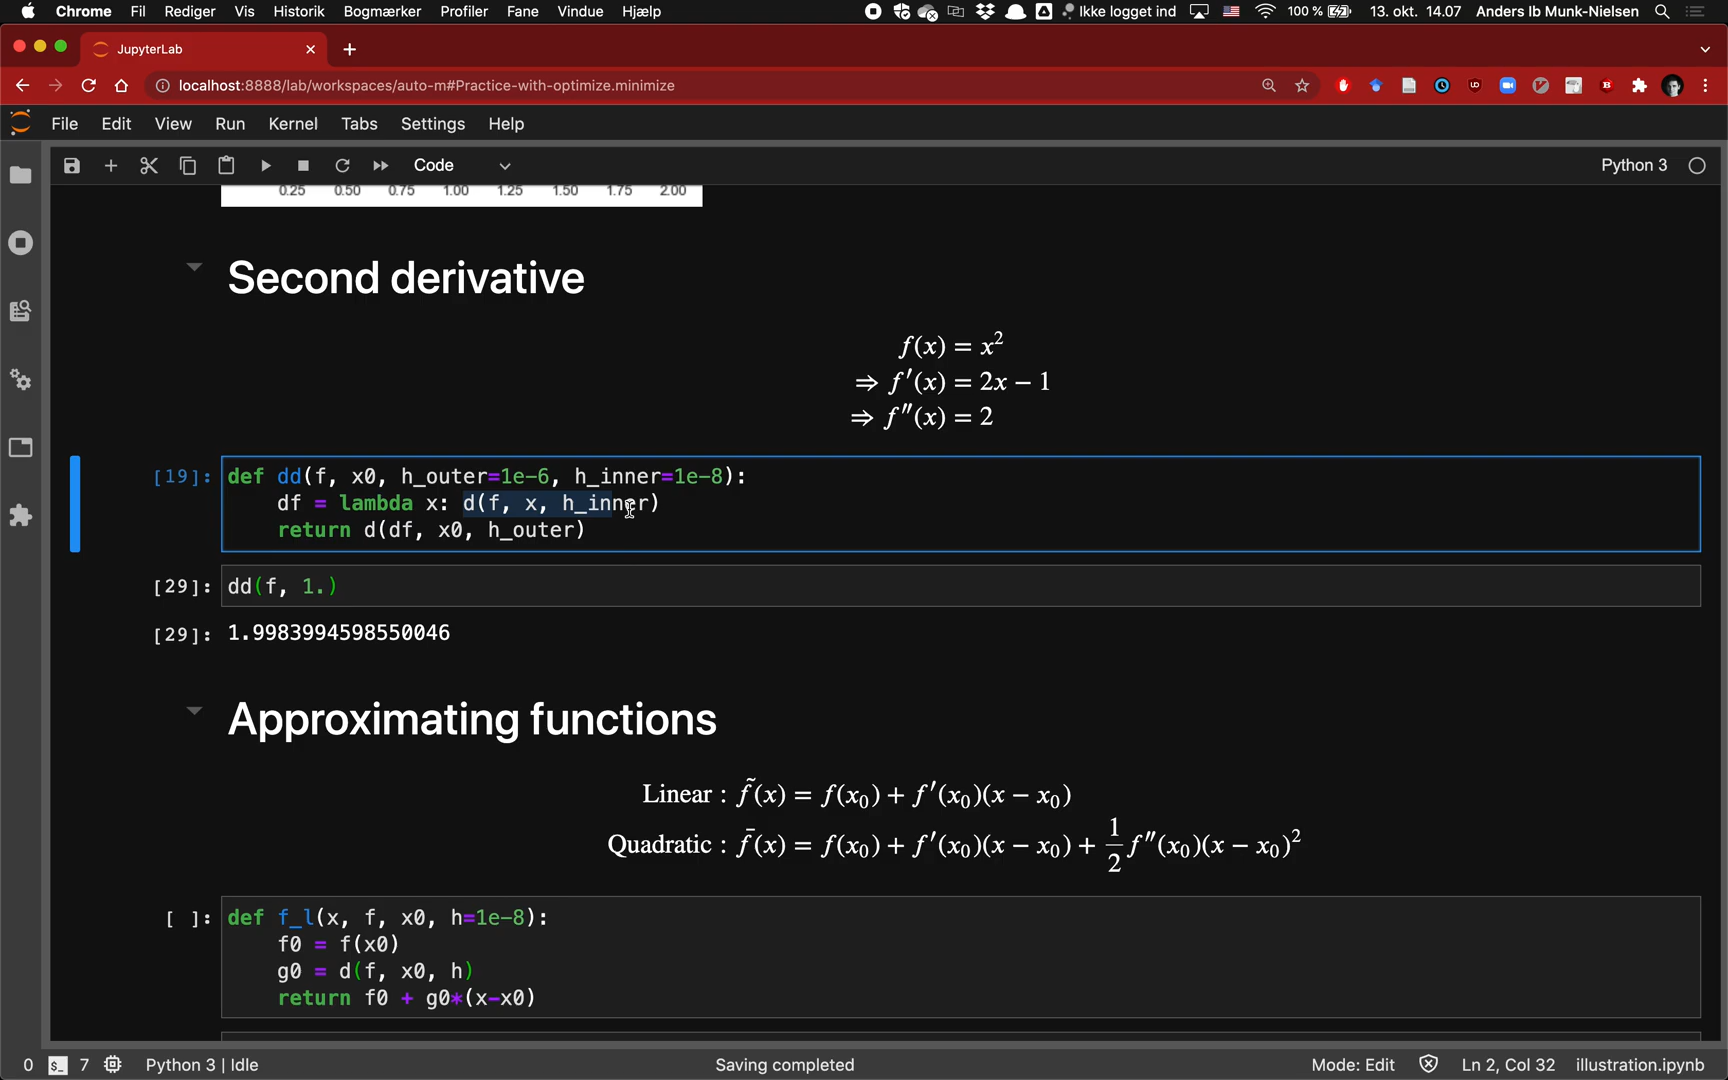 Chrome Fil Rediger Vis Historik Bogmærker Profiler Fane Vindue Hjælp Ikke logget ind 100 % 13. okt. 14.07 Anders Ib Munk-Nielsen
JupyterLab
localhost:8888/lab/workspaces/auto-m#Practice-with-optimize.minimize
File Edit View Run Kernel Tabs Settings Help
Code Python 3
0.25 0.50 0.75 1.00 1.25 1.50 1.75 2.00
Second derivative
f(x) = x²
⇒ f′(x) = 2x − 1
⇒ f″(x) = 2
[19]: def dd(f, x0, h_outer=1e-6, h_inner=1e-8):
df = lambda x: d(f, x, h_inner)
return d(df, x0, h_outer)
[29]: dd(f, 1.)
[29]: 1.9983994598550046
Approximating functions
Linear : f̃(x) = f(x₀) + f′(x₀)(x − x₀)
Quadratic : f̄(x) = f(x₀) + f′(x₀)(x − x₀) + 1/2 f″(x₀)(x − x₀)²
[ ]: def f_l(x, f, x0, h=1e-8):
f0 = f(x0)
g0 = d(f, x0, h)
return f0 + g0*(x-x0)
0 $_ 7 Python 3 | Idle Saving completed Mode: Edit Ln 2, Col 32 illustration.ipynb